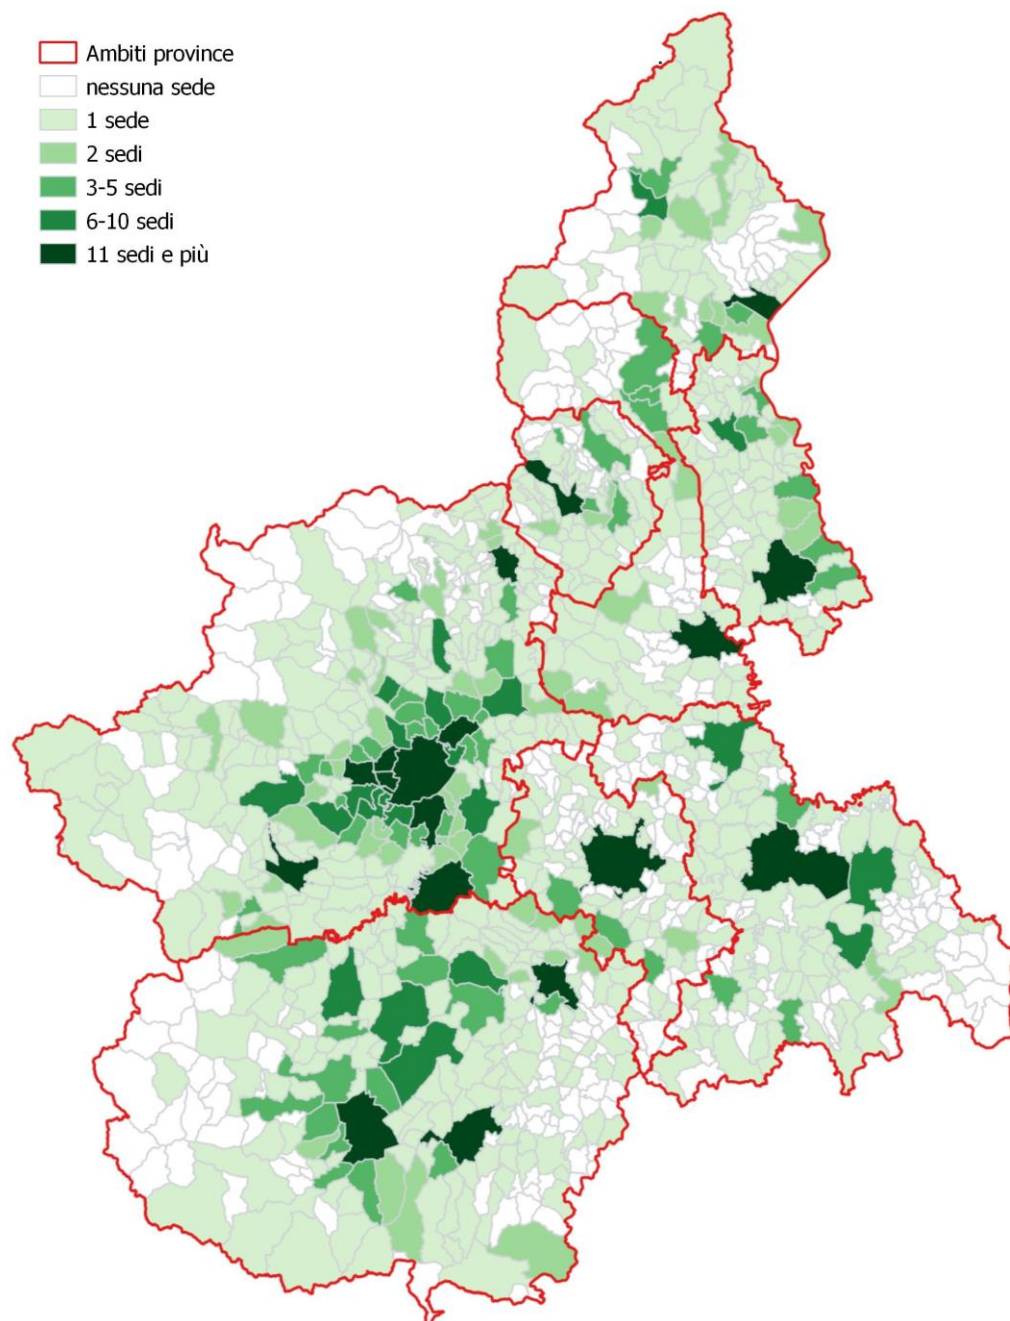 Ambiti province
nessuna sede
1 sede
2 sedi
3-5 sedi
6-10 sedi
11 sedi e più